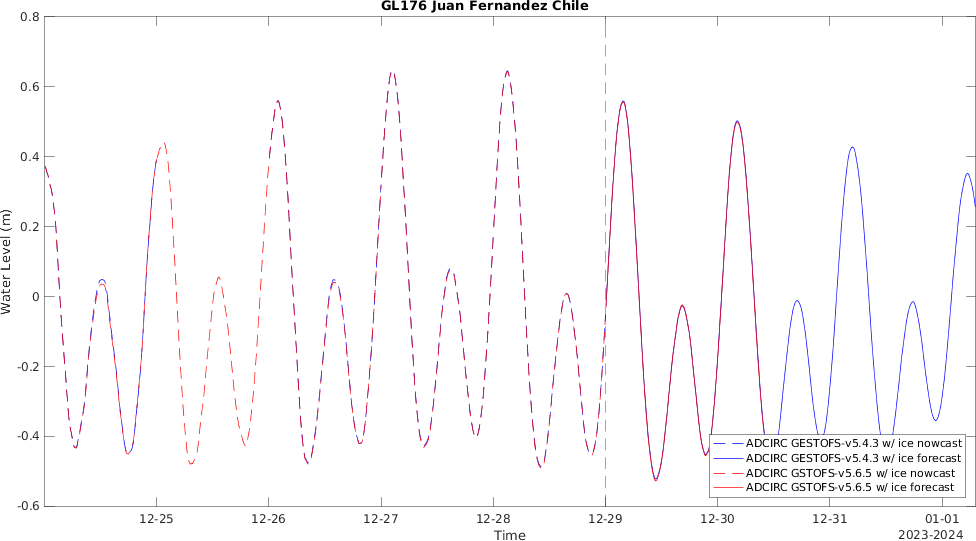 GL176 Juan Fernandez Chile
0.8
0.6
0.4
0.2
0
-0.2
-0.4
-0.6
Water Level (m)
ADCIRC GESTOFS-v5.4.3 w/ ice nowcast
ADCIRC GESTOFS-v5.4.3 w/ ice forecast
ADCIRC GSTOFS-v5.6.5 w/ ice nowcast
ADCIRC GSTOFS-v5.6.5 w/ ice forecast
12-25 12-26 12-27 12-28 12-29 12-30 12-31 01-01
Time
2023-2024